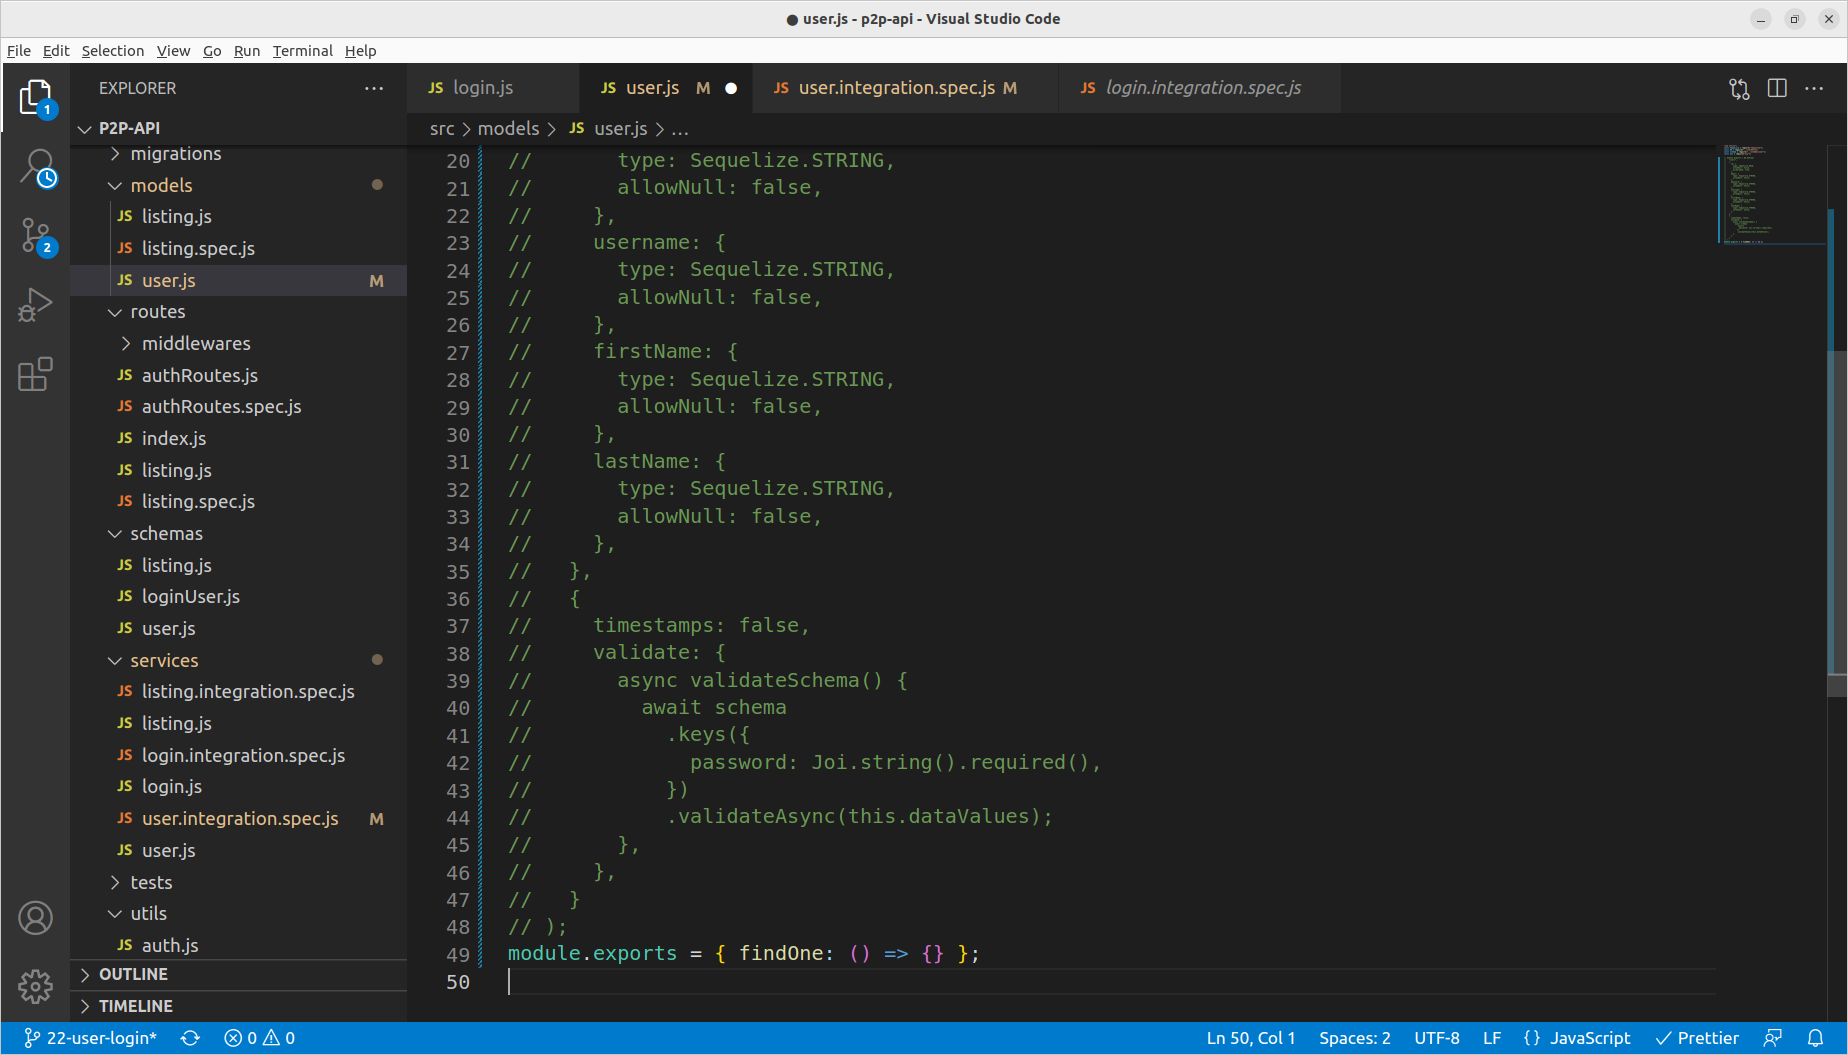 ● user.js - p2p-api - Visual Studio Code
File Edit Selection View Go Run Terminal Help
EXPLORER
P2P-API
migrations
models
JS listing.js
JS listing.spec.js
JS user.js M
routes
middlewares
JS authRoutes.js
JS authRoutes.spec.js
JS index.js
JS listing.js
JS listing.spec.js
schemas
JS listing.js
JS loginUser.js
JS user.js
services
JS listing.integration.spec.js
JS listing.js
JS login.integration.spec.js
JS login.js
JS user.integration.spec.js M
JS user.js
tests
utils
JS auth.js
OUTLINE
TIMELINE
1
2
JS login.js
JS user.js M ●
JS user.integration.spec.js M
JS login.integration.spec.js
src > models > JS user.js > ...
20 //       type: Sequelize.STRING,
21 //       allowNull: false,
22 //     },
23 //     username: {
24 //       type: Sequelize.STRING,
25 //       allowNull: false,
26 //     },
27 //     firstName: {
28 //       type: Sequelize.STRING,
29 //       allowNull: false,
30 //     },
31 //     lastName: {
32 //       type: Sequelize.STRING,
33 //       allowNull: false,
34 //     },
35 //   },
36 //   {
37 //     timestamps: false,
38 //     validate: {
39 //       async validateSchema() {
40 //         await schema
41 //           .keys({
42 //             password: Joi.string().required(),
43 //           })
44 //           .validateAsync(this.dataValues);
45 //       },
46 //     },
47 //   }
48 // );
49 module.exports = { findOne: () => {} };
50
22-user-login* 0 0 Ln 50, Col 1 Spaces: 2 UTF-8 LF {} JavaScript ✓ Prettier